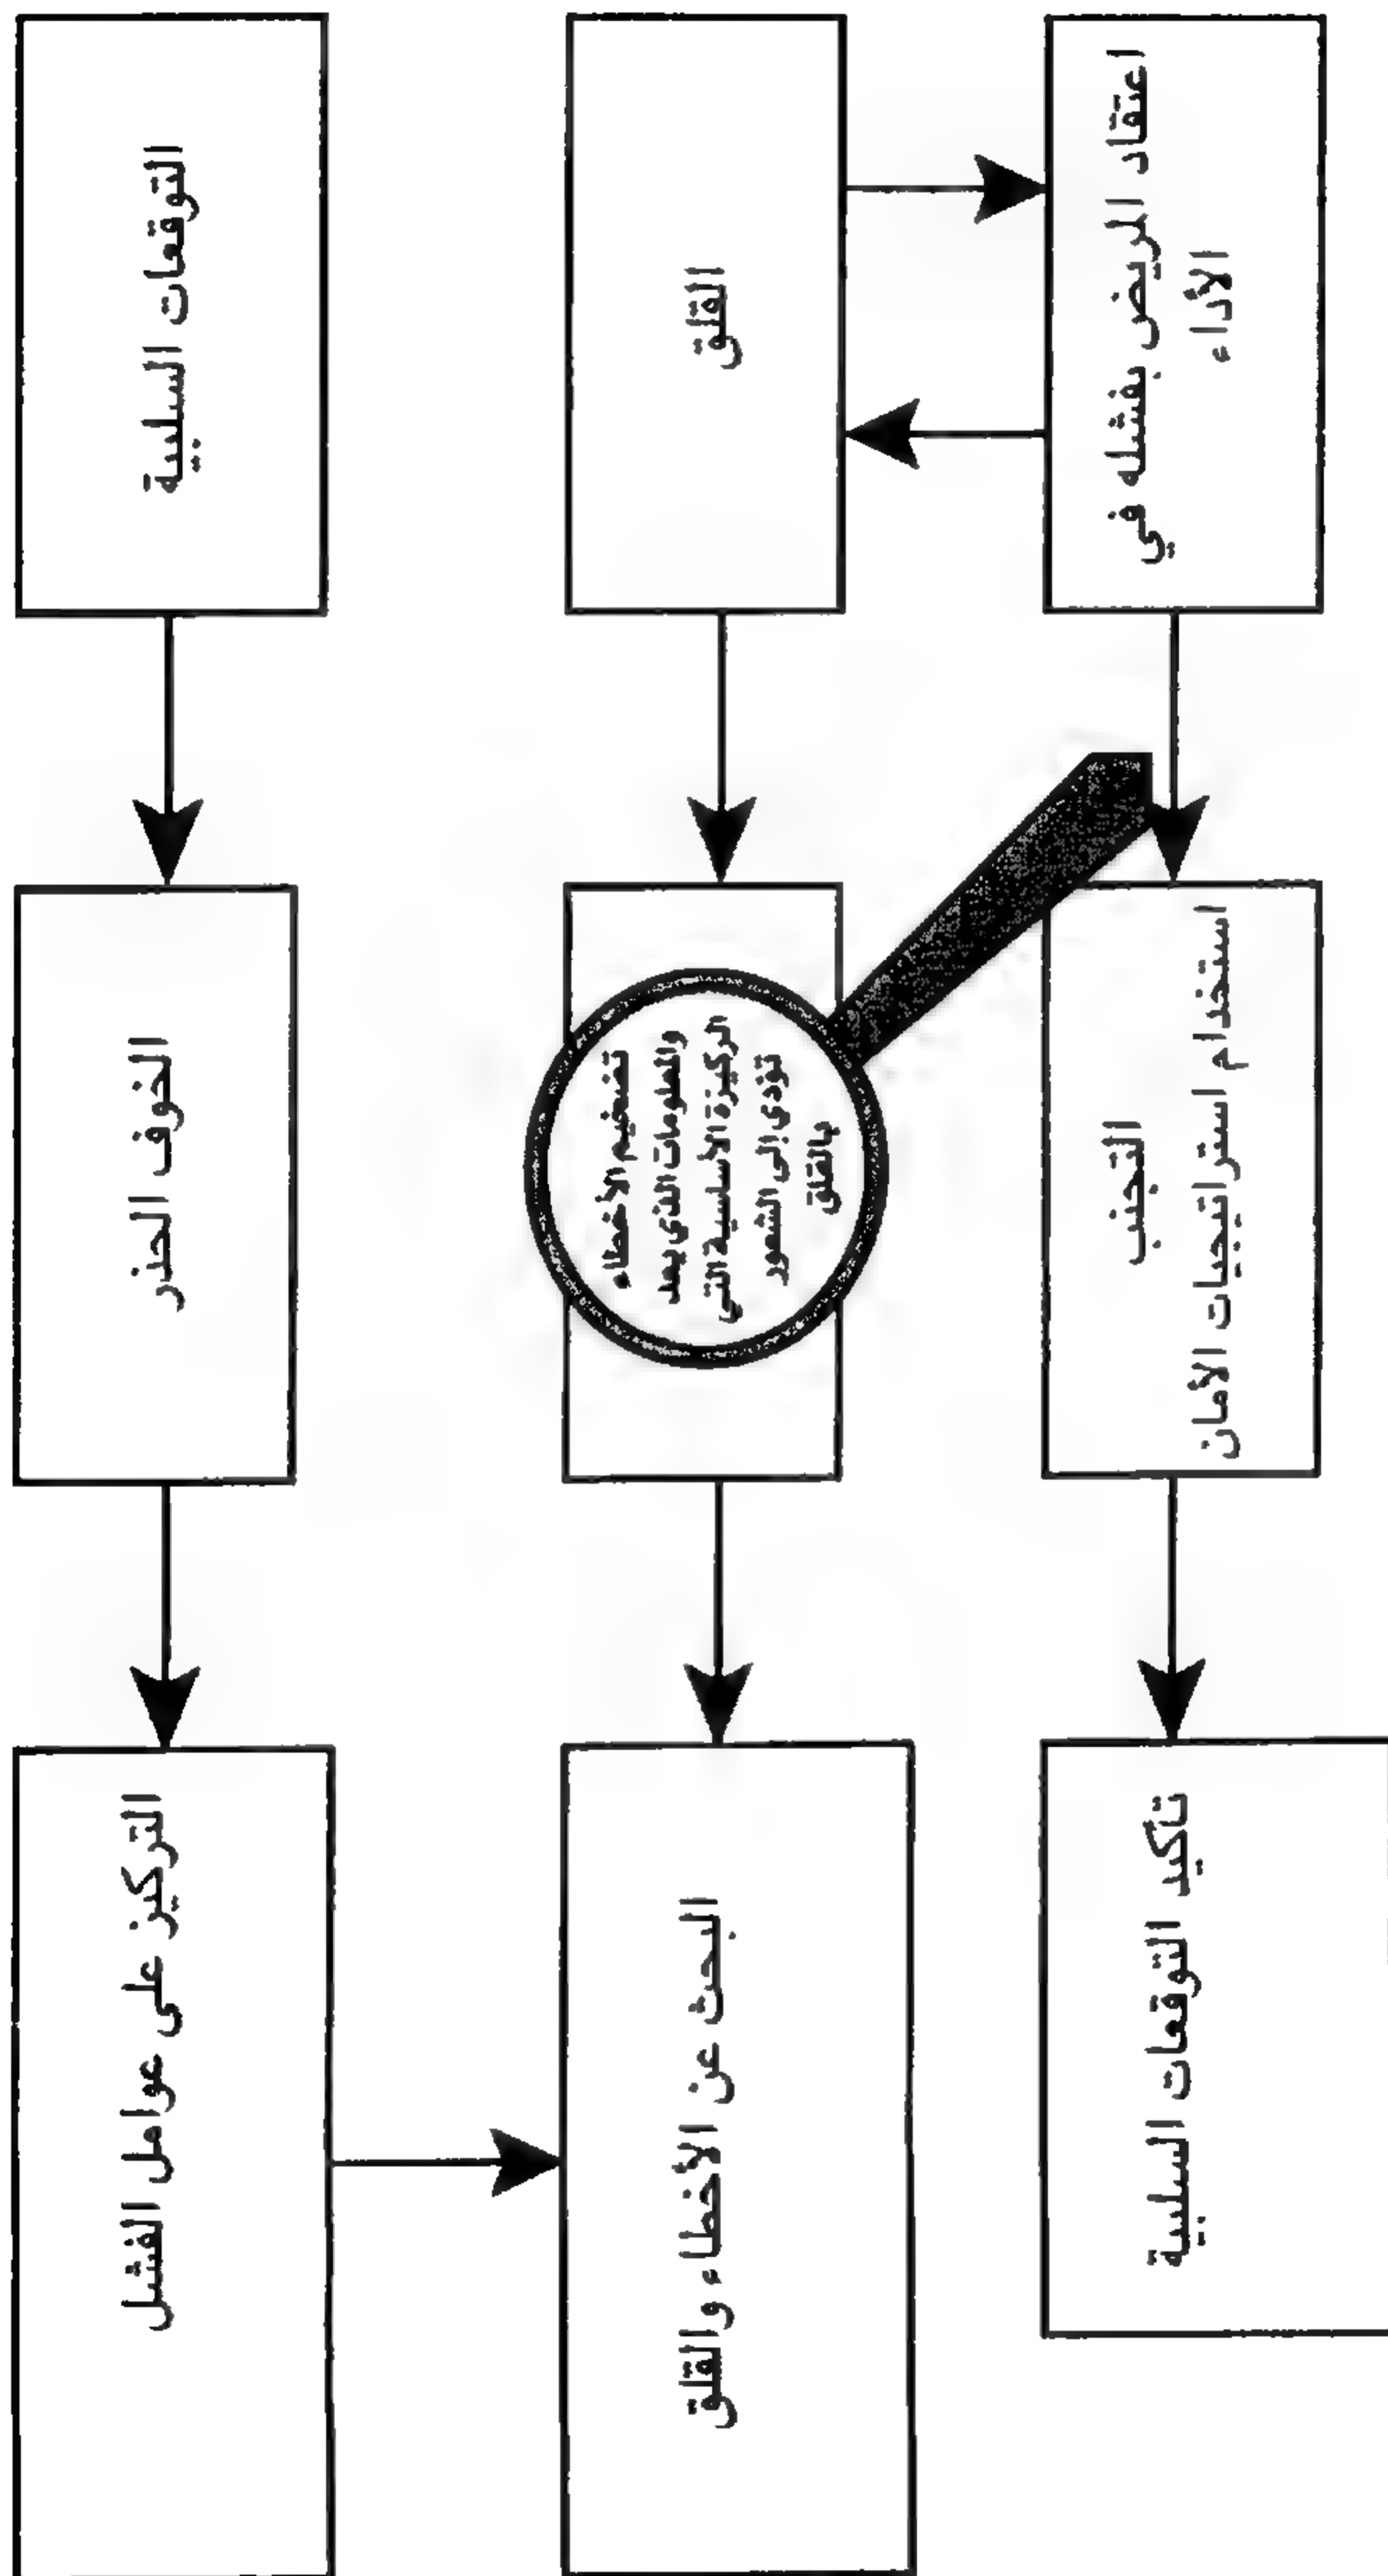 التوقعات السلبية
الخوف الحذر
التركيز على عوامل الفشل
القلق
تضخيم الأخطاء
والمعلومات الذي يعد
الركيزة الأساسية التي
تؤدي إلى الشعور
بالقلق
البحث عن الأخطاء والقلق
اعتقاد المريض بفشله في
الأداء
التجنب
استخدام استراتيجيات الأمان
تأكيد التوقعات السلبية